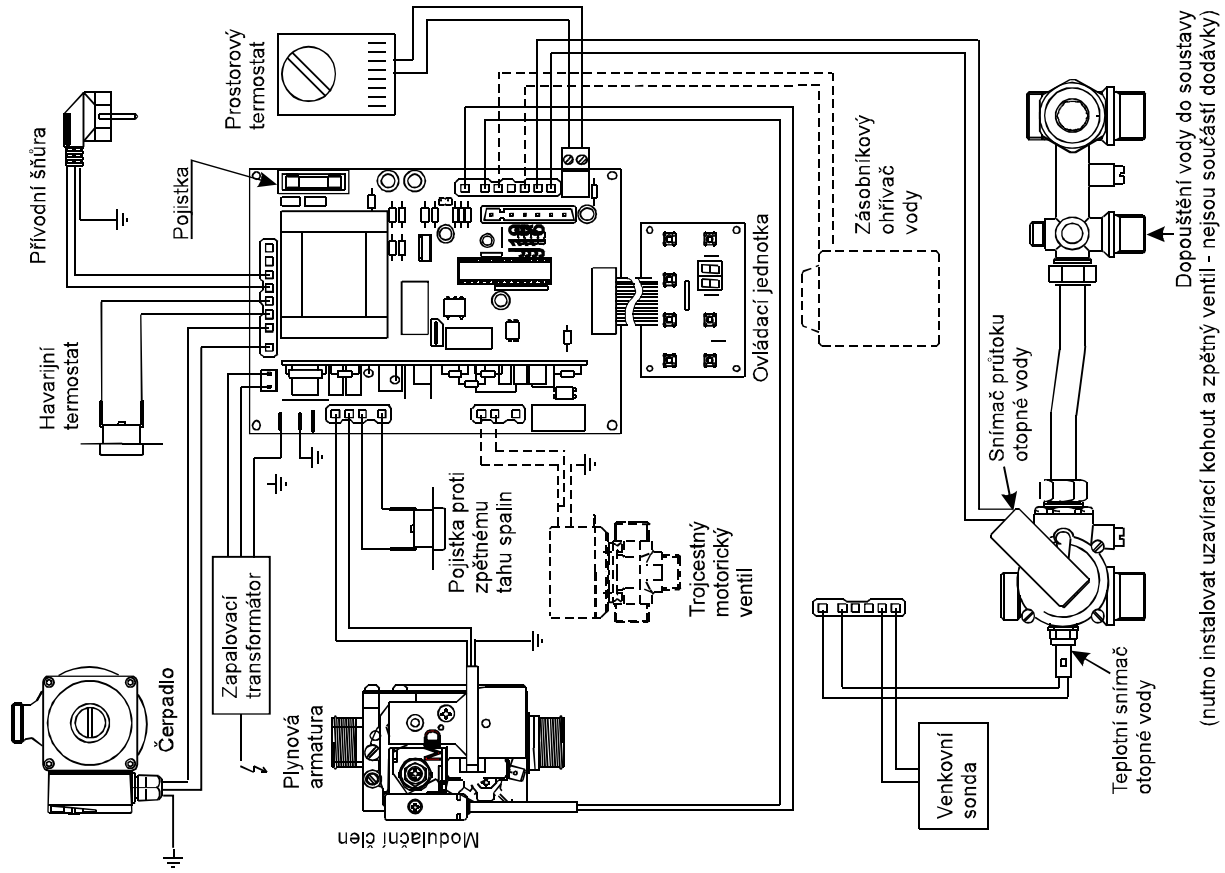 Přívodní šňůra
Pojistka
Prostorový
termostat
Havarijní
termostat
Čerpadlo
Zapalovací
transformátor
Plynová
armatura
Modulační člen
MD
Pojistka proti
zpětnému
tahu spalin
Trojcestný
motorický
ventil
Ovládací jednotka
Zásobníkový
ohřívač
vody
Snímač průtoku
otopné vody
Venkovní
sonda
Teplotní snímač
otopné vody
Dopouštění vody do soustavy
(nutno instalovat uzavírací kohout a zpětný ventil - nejsou součástí dodávky)